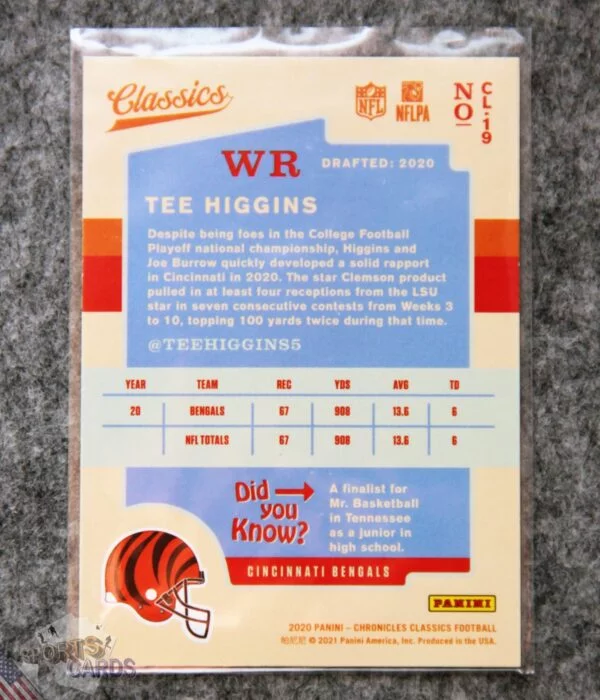 Classics
NFL
NFLPA
NO CL-19
WR DRAFTED: 2020
TEE HIGGINS
Despite being foes in the College Football
Playoff national championship, Higgins and
Joe Burrow quickly developed a solid rapport
in Cincinnati in 2020. The star Clemson product
pulled in at least four receptions from the LSU
star in seven consecutive contests from Weeks 3
to 10, topping 100 yards twice during that time.
@TEEHIGGINS5
YEAR TEAM REC YDS AVG TD
20 BENGALS 67 908 13.6 6
NFL TOTALS 67 908 13.6 6
Did you Know?
A finalist for
Mr. Basketball
in Tennessee
as a junior in
high school.
CINCINNATI BENGALS
PANINI
2020 PANINI – CHRONICLES CLASSICS FOOTBALL
帕尼尼 © 2021 Panini America, Inc. Produced in the USA.
SPORTS
CARDS